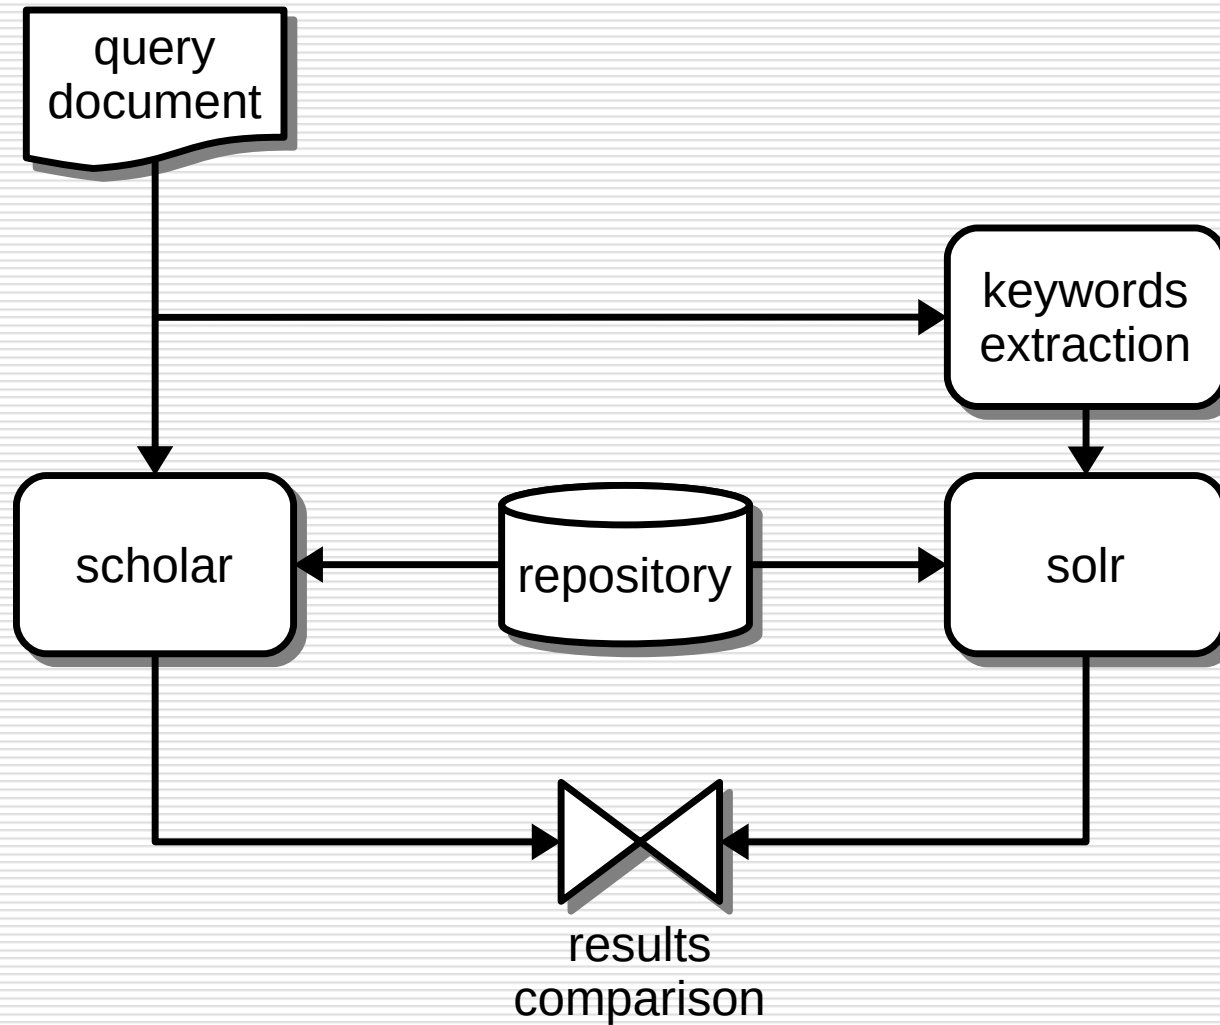 query
document
keywords
extraction
scholar
repository
solr
results
comparison